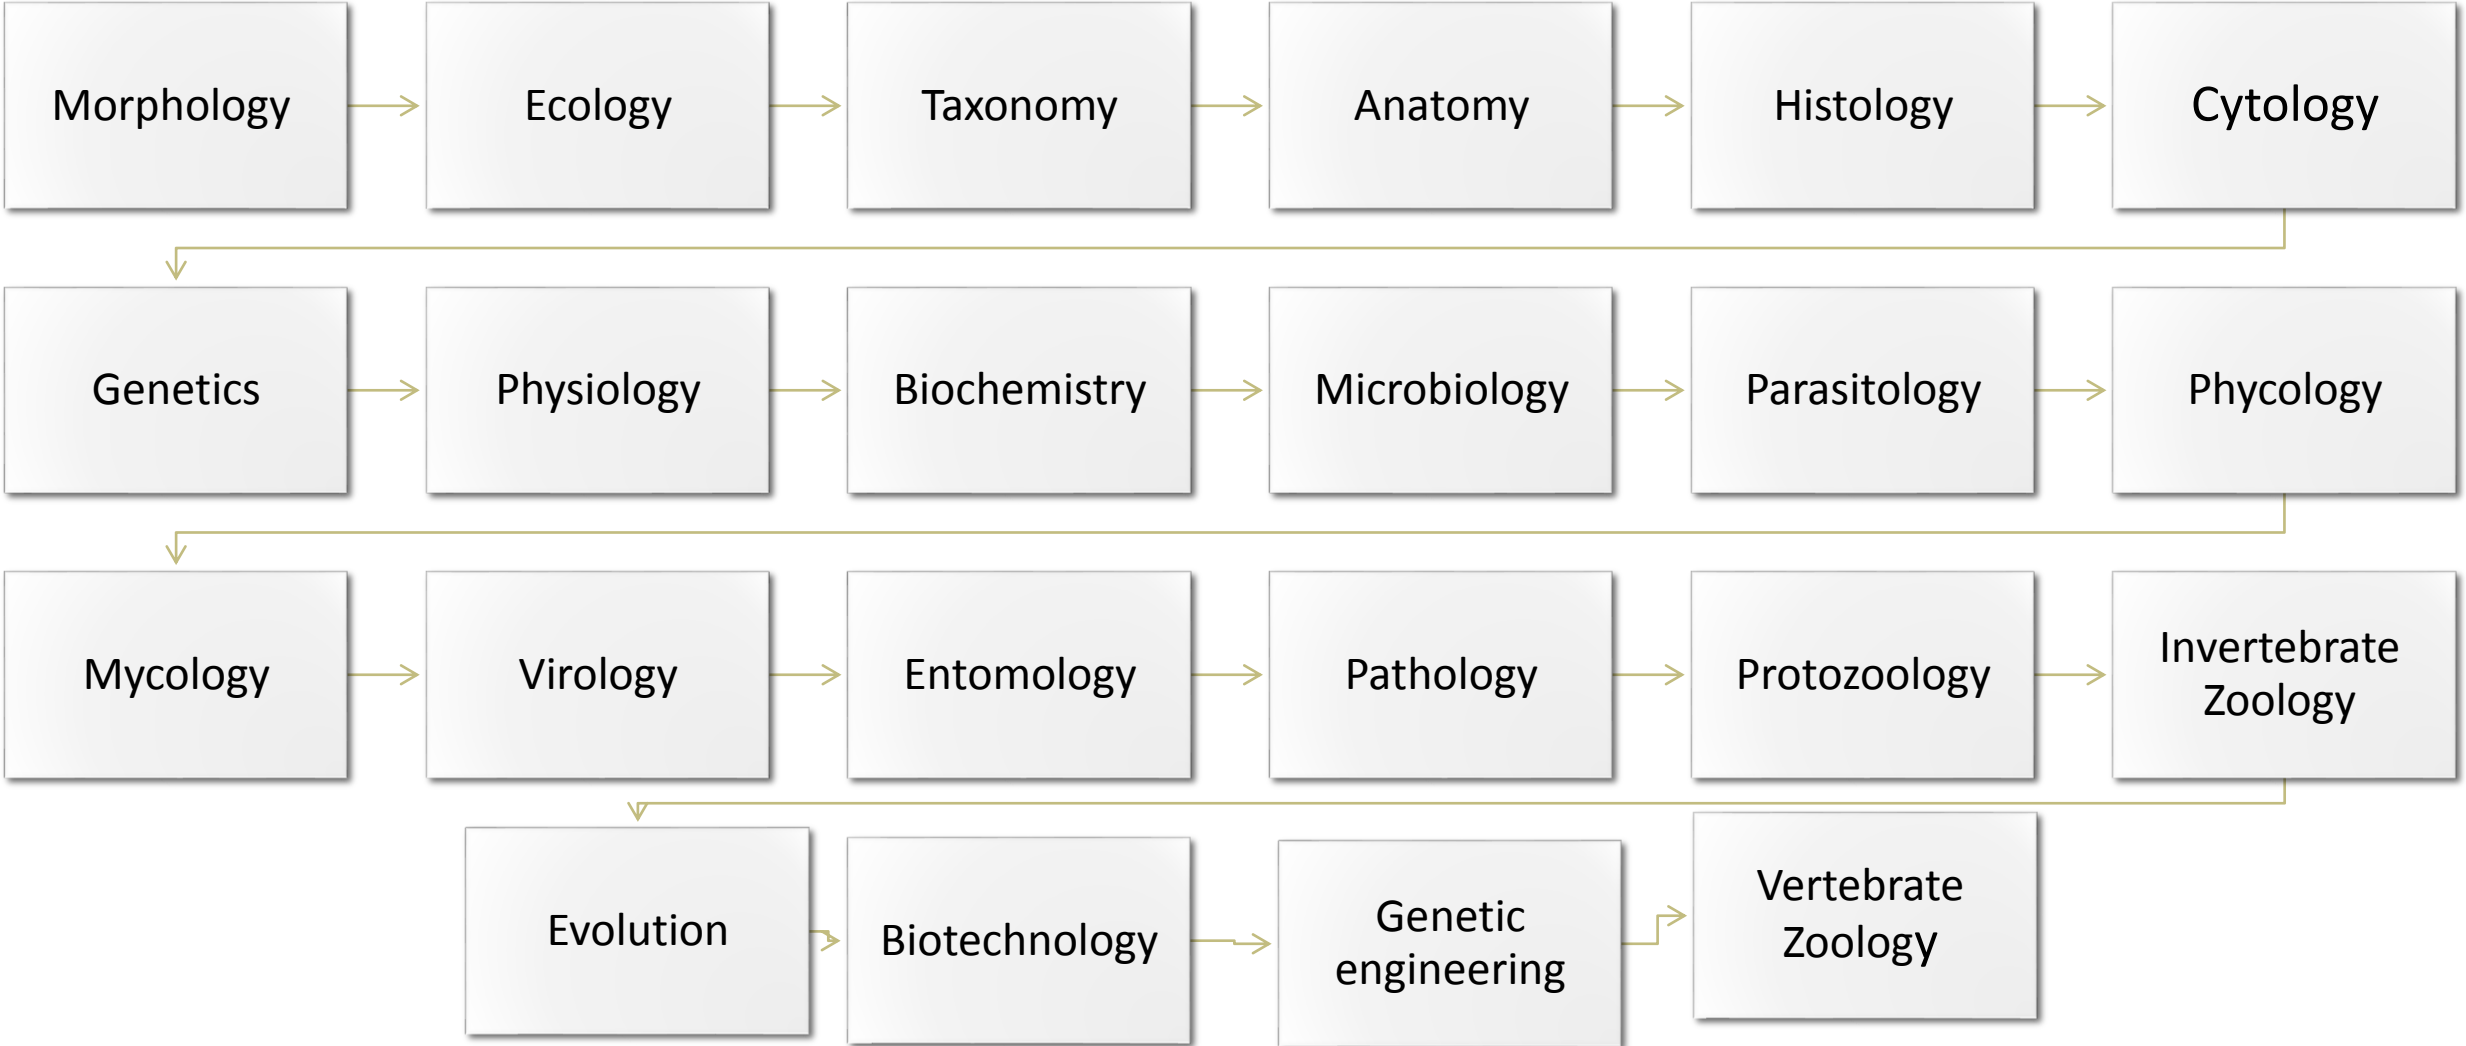 Morphology
Ecology
Taxonomy
Anatomy
Histology
Cytology
Genetics
Physiology
Biochemistry
Microbiology
Parasitology
Phycology
Mycology
Virology
Entomology
Pathology
Protozoology
Invertebrate
Zoology
Evolution
Biotechnology
Genetic
engineering
Vertebrate
Zoology